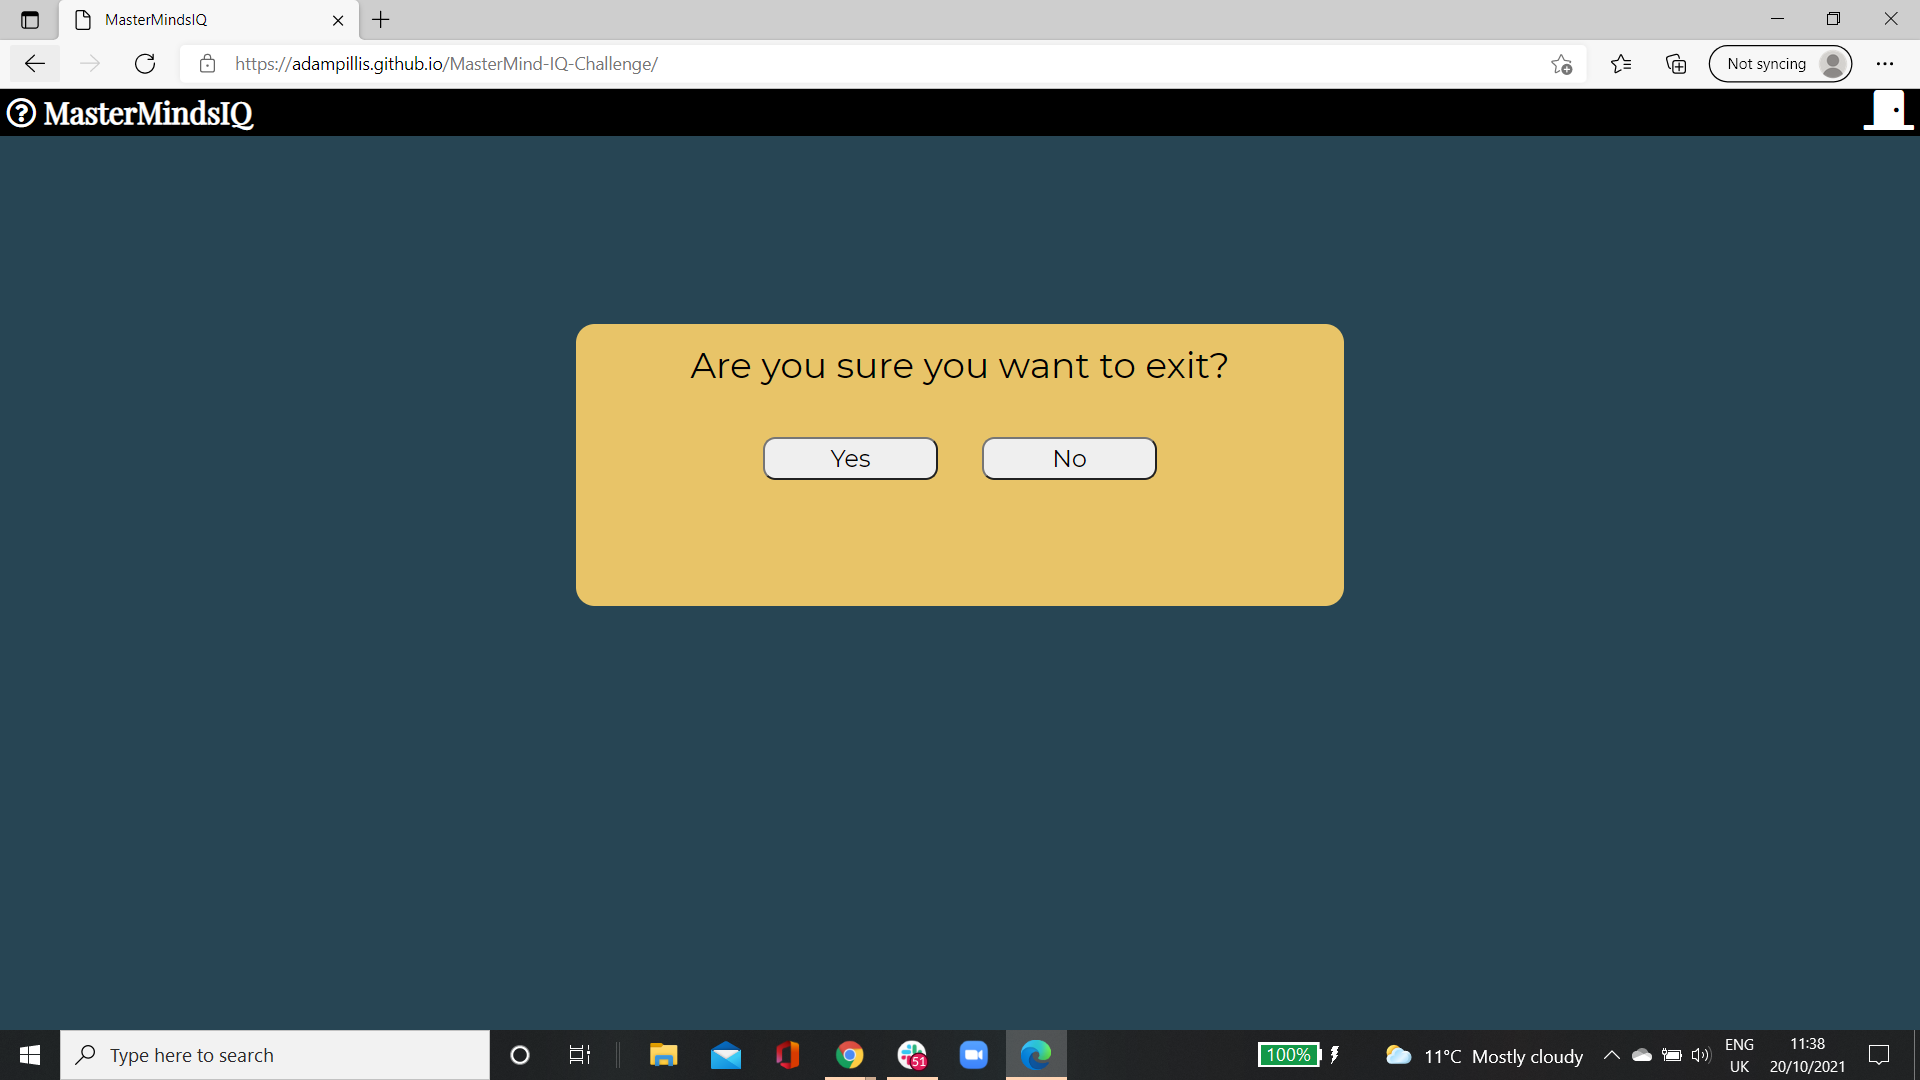 MasterMindsIQ
https://adampillis.github.io/MasterMind-IQ-Challenge/
Not syncing
? MasterMindsIQ
Are you sure you want to exit?
Yes No
Type here to search
51
100%
11°C Mostly cloudy
ENG
UK
11:38
20/10/2021